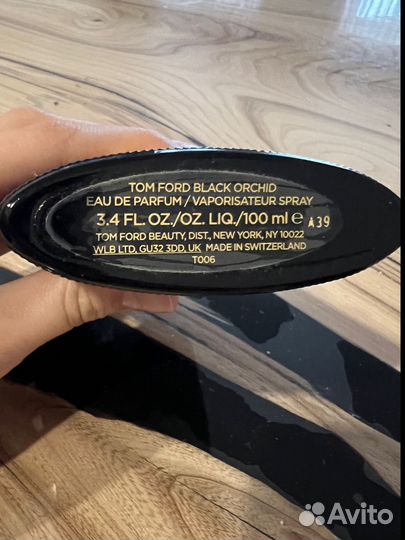 TOM FORD BLACK ORCHID
EAU DE PARFUM / VAPORISATEUR SPRAY
3.4 FL. OZ./OZ. LIQ./100 ml ℮ A39
TOM FORD BEAUTY, DIST., NEW YORK, NY 10022
WLB LTD, GU32 3DD, UK MADE IN SWITZERLAND
T006
Avito